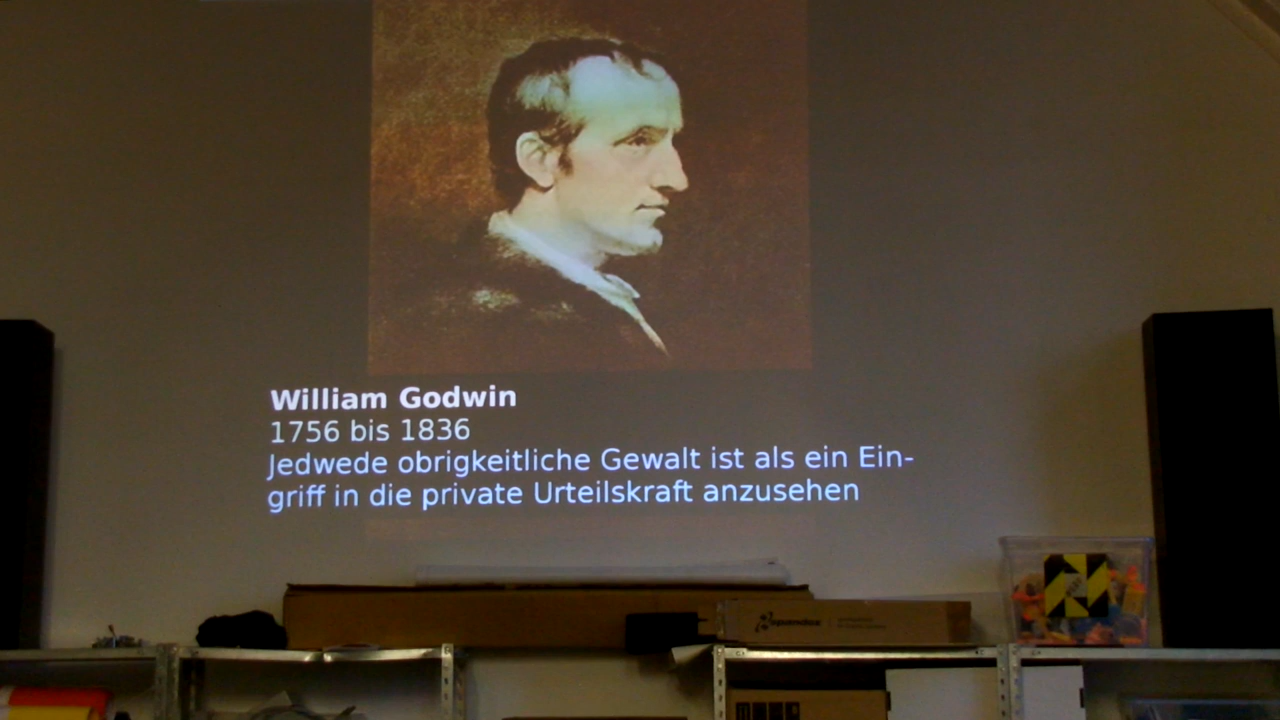 William Godwin
1756 bis 1836
Jedwede obrigkeitliche Gewalt ist als ein Ein-
griff in die private Urteilskraft anzusehen